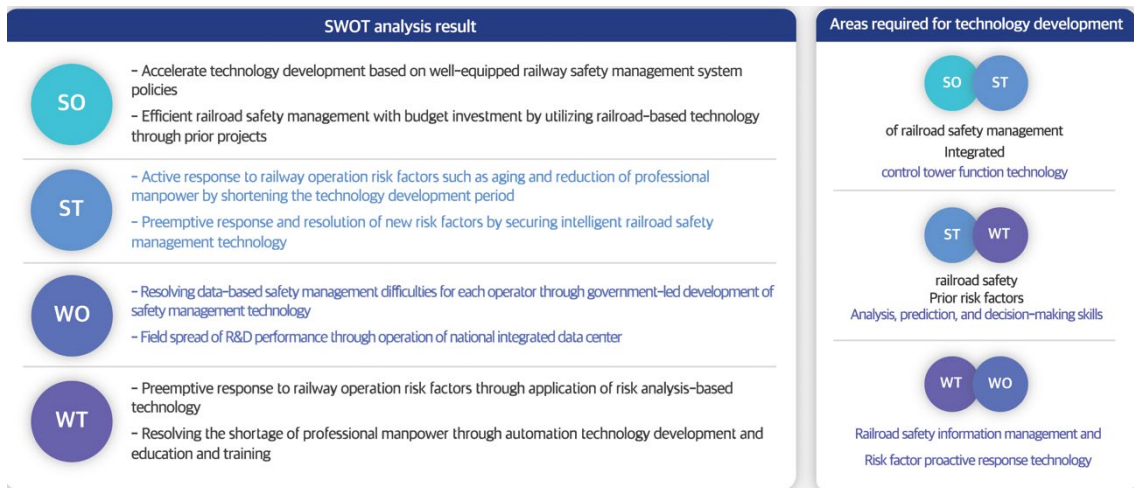 SWOT analysis result
SO
– Accelerate technology development based on well-equipped railway safety management system
policies
– Efficient railroad safety management with budget investment by utilizing railroad-based technology
through prior projects
ST
– Active response to railway operation risk factors such as aging and reduction of professional
manpower by shortening the technology development period
– Preemptive response and resolution of new risk factors by securing intelligent railroad safety
management technology
WO
– Resolving data-based safety management difficulties for each operator through government-led development of
safety management technology
– Field spread of R&D performance through operation of national integrated data center
WT
– Preemptive response to railway operation risk factors through application of risk analysis-based
technology
– Resolving the shortage of professional manpower through automation technology development and
education and training
Areas required for technology development
SO ST
of railroad safety management
Integrated
control tower function technology
ST WT
railroad safety
Prior risk factors
Analysis, prediction, and decision-making skills
WT WO
Railroad safety information management and
Risk factor proactive response technology